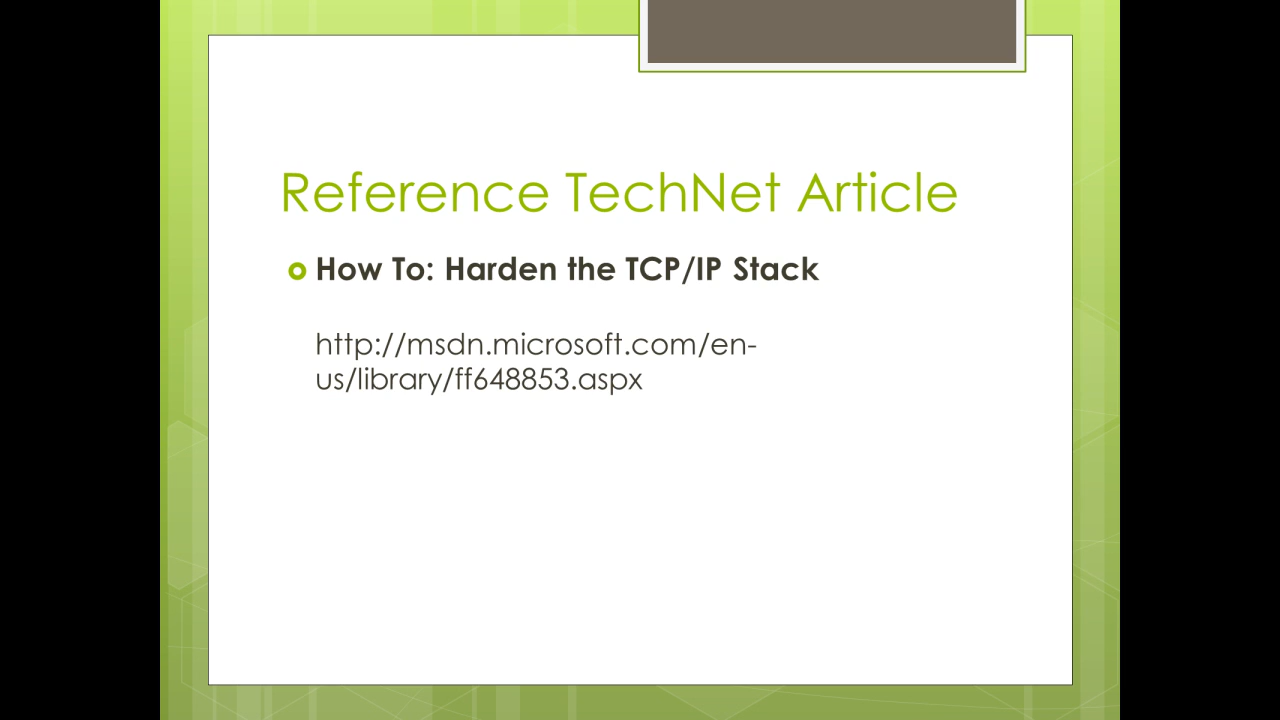 Reference TechNet Article
How To: Harden the TCP/IP Stack
http://msdn.microsoft.com/en-
us/library/ff648853.aspx